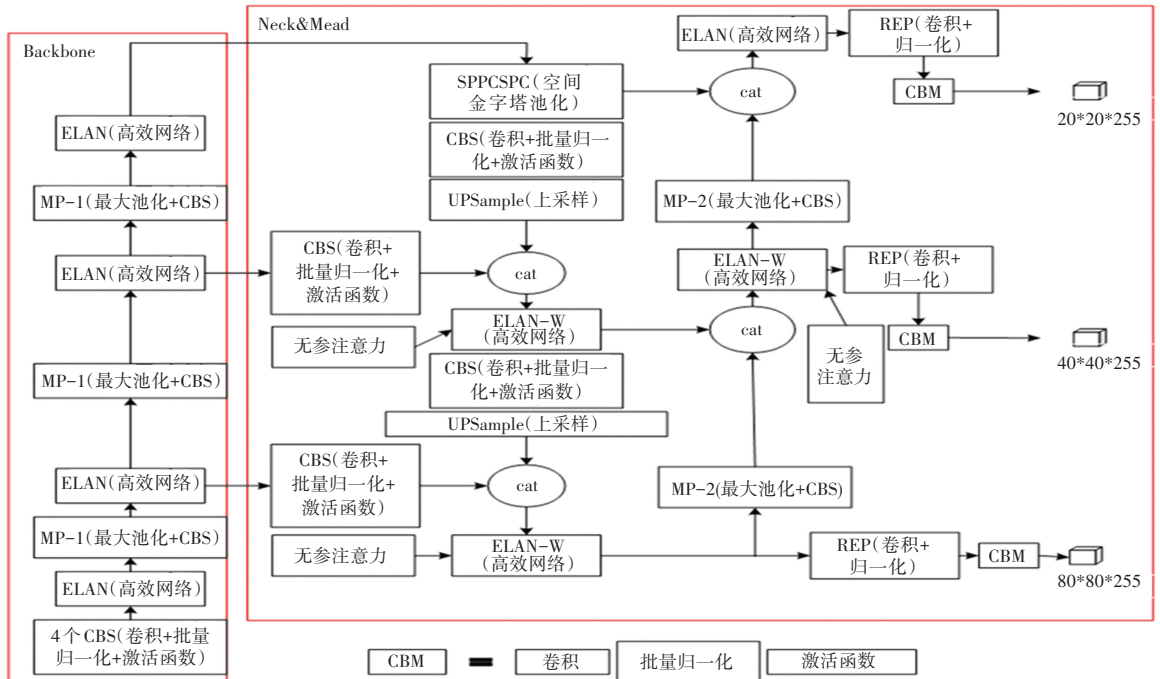 Backbone
ELAN(高效网络)
MP-1(最大池化+CBS)
ELAN(高效网络)
MP-1(最大池化+CBS)
ELAN(高效网络)
MP-1(最大池化+CBS)
ELAN(高效网络)
4个CBS(卷积+批量
归一化+激活函数)
Neck&Mead
SPPCSPC(空间
金字塔池化)
CBS(卷积+批量归一
化+激活函数)
UPSample(上采样)
CBS(卷积+
批量归一化+
激活函数)
cat
无参注意力
ELAN-W
(高效网络)
CBS(卷积+批量归一
化+激活函数)
UPSample(上采样)
CBS(卷积+
批量归一化+
激活函数)
cat
无参注意力
ELAN-W
(高效网络)
ELAN(高效网络)
REP(卷积+
归一化)
cat
CBM
20*20*255
MP-2(最大池化+CBS)
ELAN-W
(高效网络)
REP(卷积+
归一化)
cat
无参
注意力
CBM
40*40*255
MP-2(最大池化+CBS)
REP(卷积+
归一化)
CBM
80*80*255
CBM
=
卷积
批量归一化
激活函数